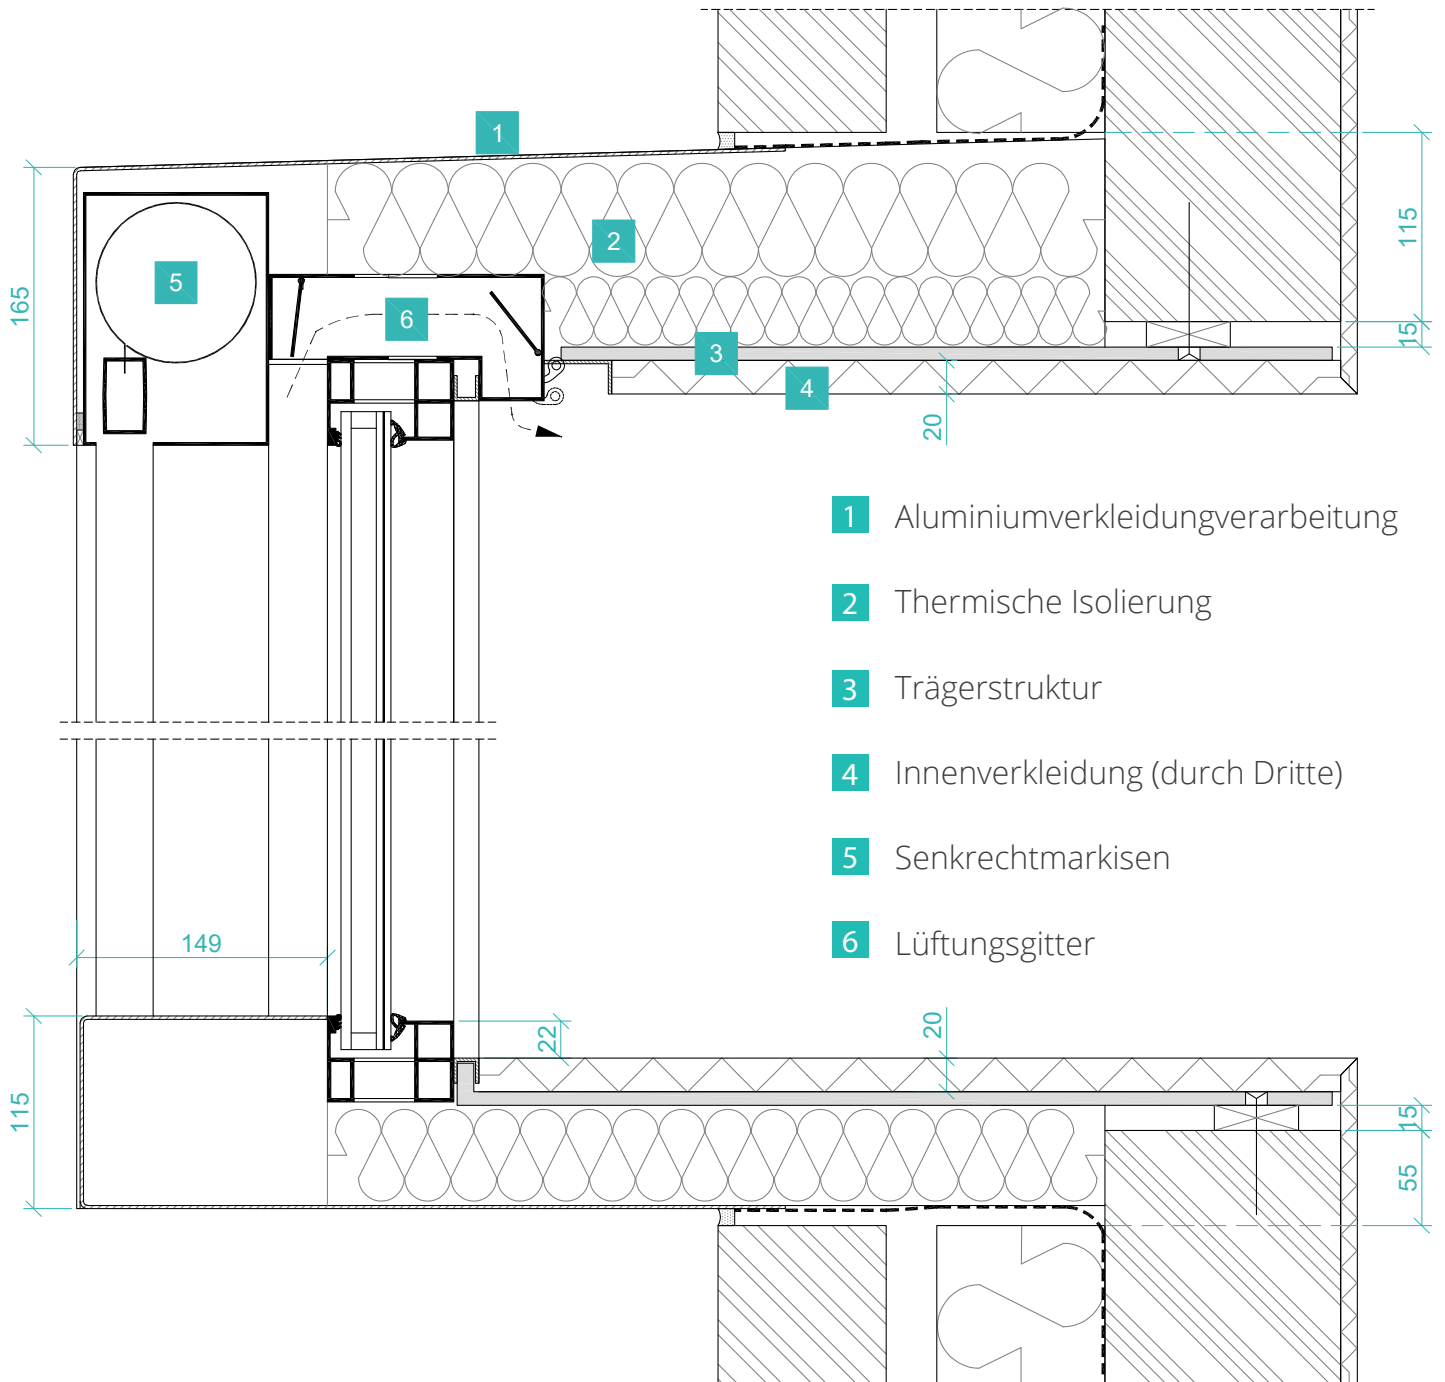 1
2
5
6
3
4
165
115
15
20
1 Aluminiumverkleidungverarbeitung
2 Thermische Isolierung
3 Trägerstruktur
4 Innenverkleidung (durch Dritte)
5 Senkrechtmarkisen
6 Lüftungsgitter
149
22
20
115
15
55